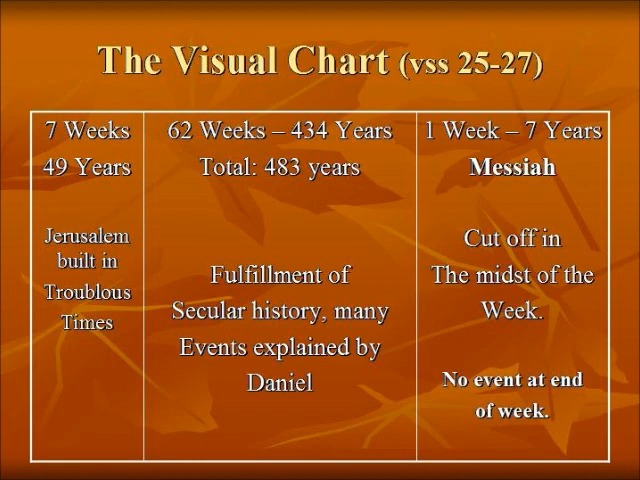 The Visual Chart (vss 25-27)
7 Weeks
49 Years
Jerusalem
built in
Troublous
Times
62 Weeks – 434 Years
Total: 483 years
Fulfillment of
Secular history, many
Events explained by
Daniel
1 Week – 7 Years
Messiah
Cut off in
The midst of the
Week.
No event at end
of week.